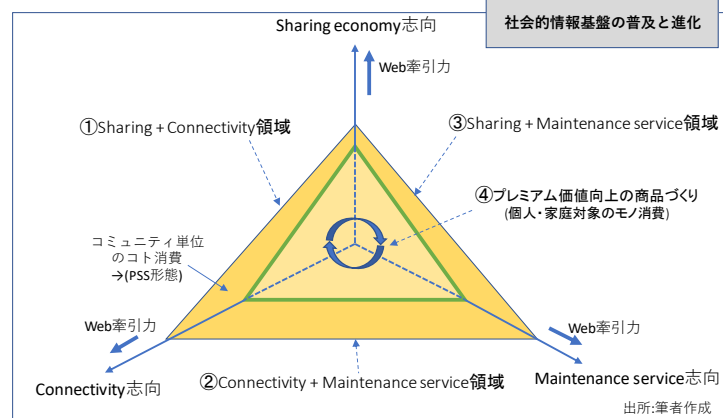 社会的情報基盤の普及と進化
Sharing economy志向
Web牽引力
①Sharing + Connectivity領域
③Sharing + Maintenance service領域
④プレミアム価値向上の商品づくり
(個人・家庭対象のモノ消費)
コミュニティ単位
のコト消費
→(PSS形態)
Web牽引力
Web牽引力
Connectivity志向
②Connectivity + Maintenance service領域
Maintenance service志向
出所:筆者作成